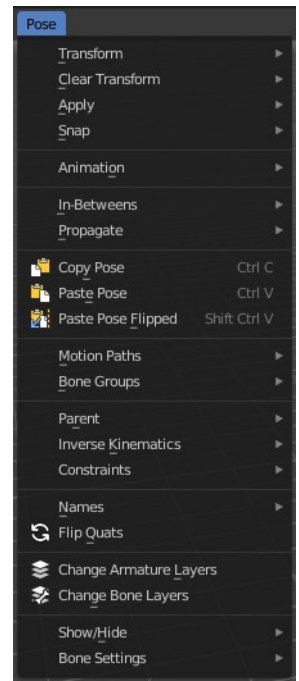 Pose
Transform
Clear Transform
Apply
Snap
Animation
In-Betweens
Propagate
Copy Pose Ctrl C
Paste Pose Ctrl V
Paste Pose Flipped Shift Ctrl V
Motion Paths
Bone Groups
Parent
Inverse Kinematics
Constraints
Names
Flip Quats
Change Armature Layers
Change Bone Layers
Show/Hide
Bone Settings